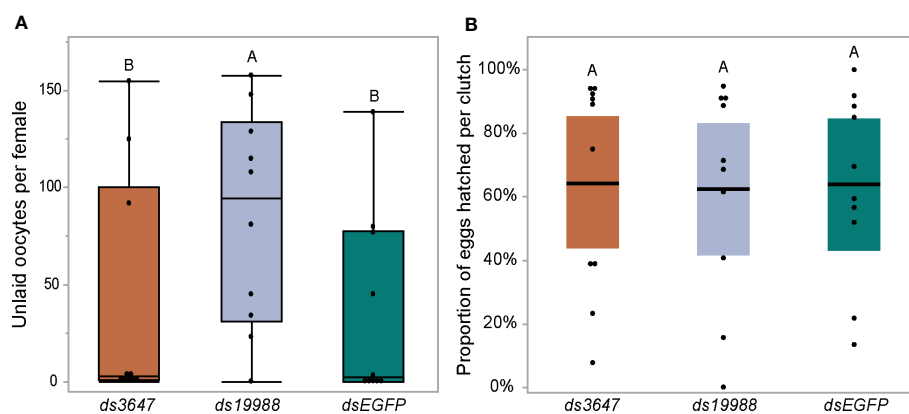 A
Unlaid oocytes per female
150
100
50
0
B
A
B
ds3647
ds19988
dsEGFP
B
Proportion of eggs hatched per clutch
100%
80%
60%
40%
20%
0%
A
A
A
ds3647
ds19988
dsEGFP